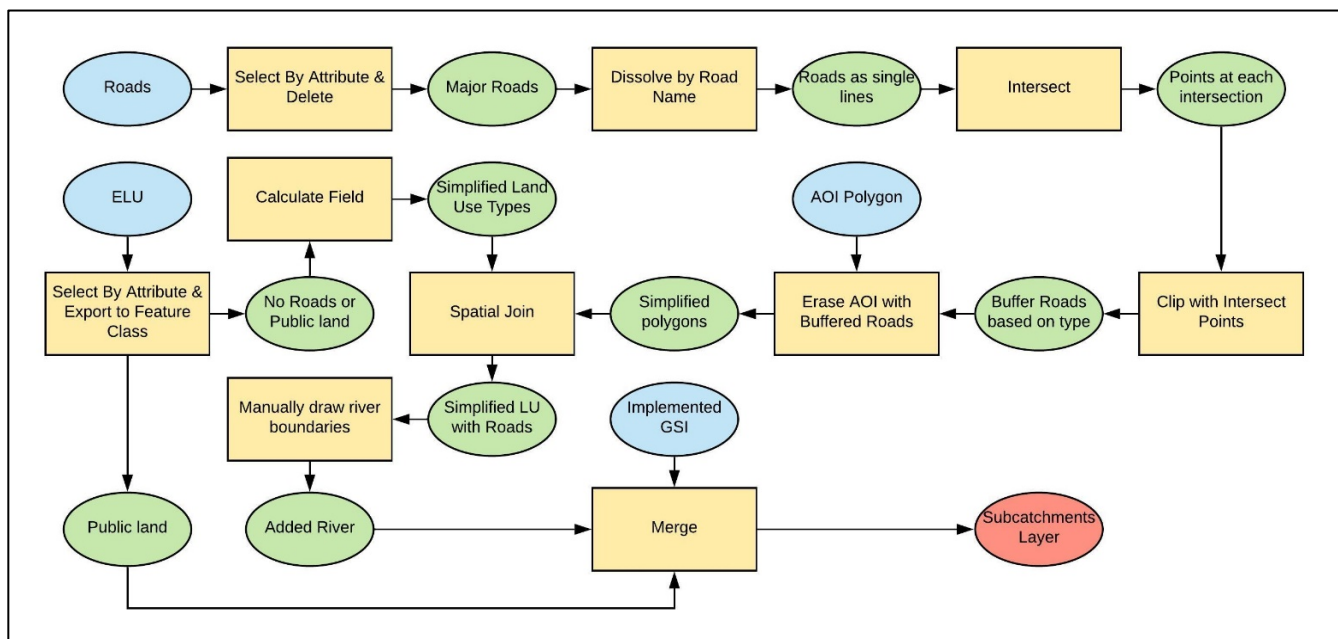 Roads
Select By Attribute &
Delete
Major Roads
Dissolve by Road
Name
Roads as single
lines
Intersect
Points at each
intersection
ELU
Calculate Field
Simplified Land
Use Types
AOI Polygon
Select By Attribute &
Export to Feature
Class
No Roads or
Public land
Spatial Join
Simplified
polygons
Erase AOI with
Buffered Roads
Buffer Roads
based on type
Clip with Intersect
Points
Manually draw river
boundaries
Simplified LU
with Roads
Implemented
GSI
Public land
Added River
Merge
Subcatchments
Layer